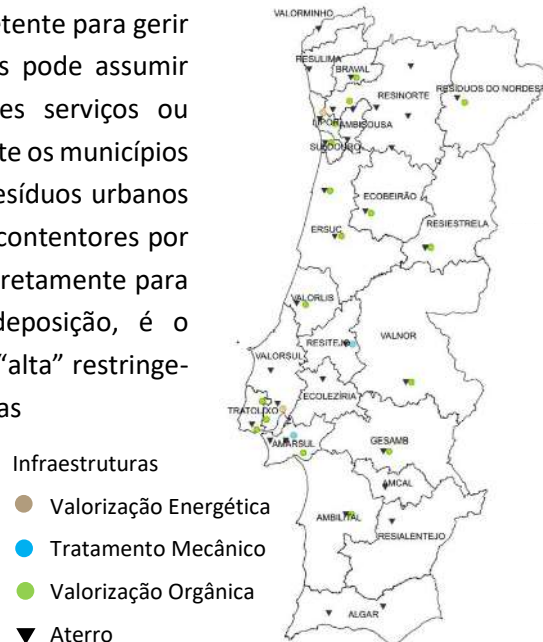 tente para gerir
s pode assumir
es serviços ou
te os municípios
esíduos urbanos
contentores por
retamente para
deposição, é o
"alta" restringe-
as
Infraestruturas
Valorização Energética
Tratamento Mecânico
Valorização Orgânica
Aterro
VALORMINHO
RESULIMA
BRAVAL
RESINORTE
RESÍDUOS DO NORDESTE
LIPOR
AMBISOUSA
SULDOURO
ECOBEIRÃO
ERSUC
RESIESTRELA
VALORLIS
RESITEJO
VALNOR
VALORSUL
ECOLEZÍRIA
TRATOLIXO
AMARSUL
GESAMB
AMCAL
AMBILITAL
RESIALENTEJO
ALGAR